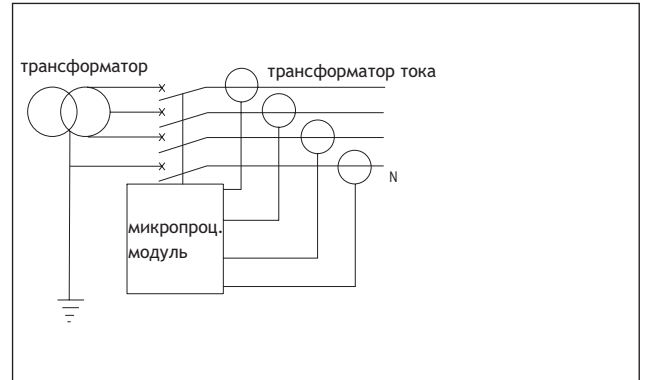 трансформатор
трансформатор тока
N
микропроц.
модуль